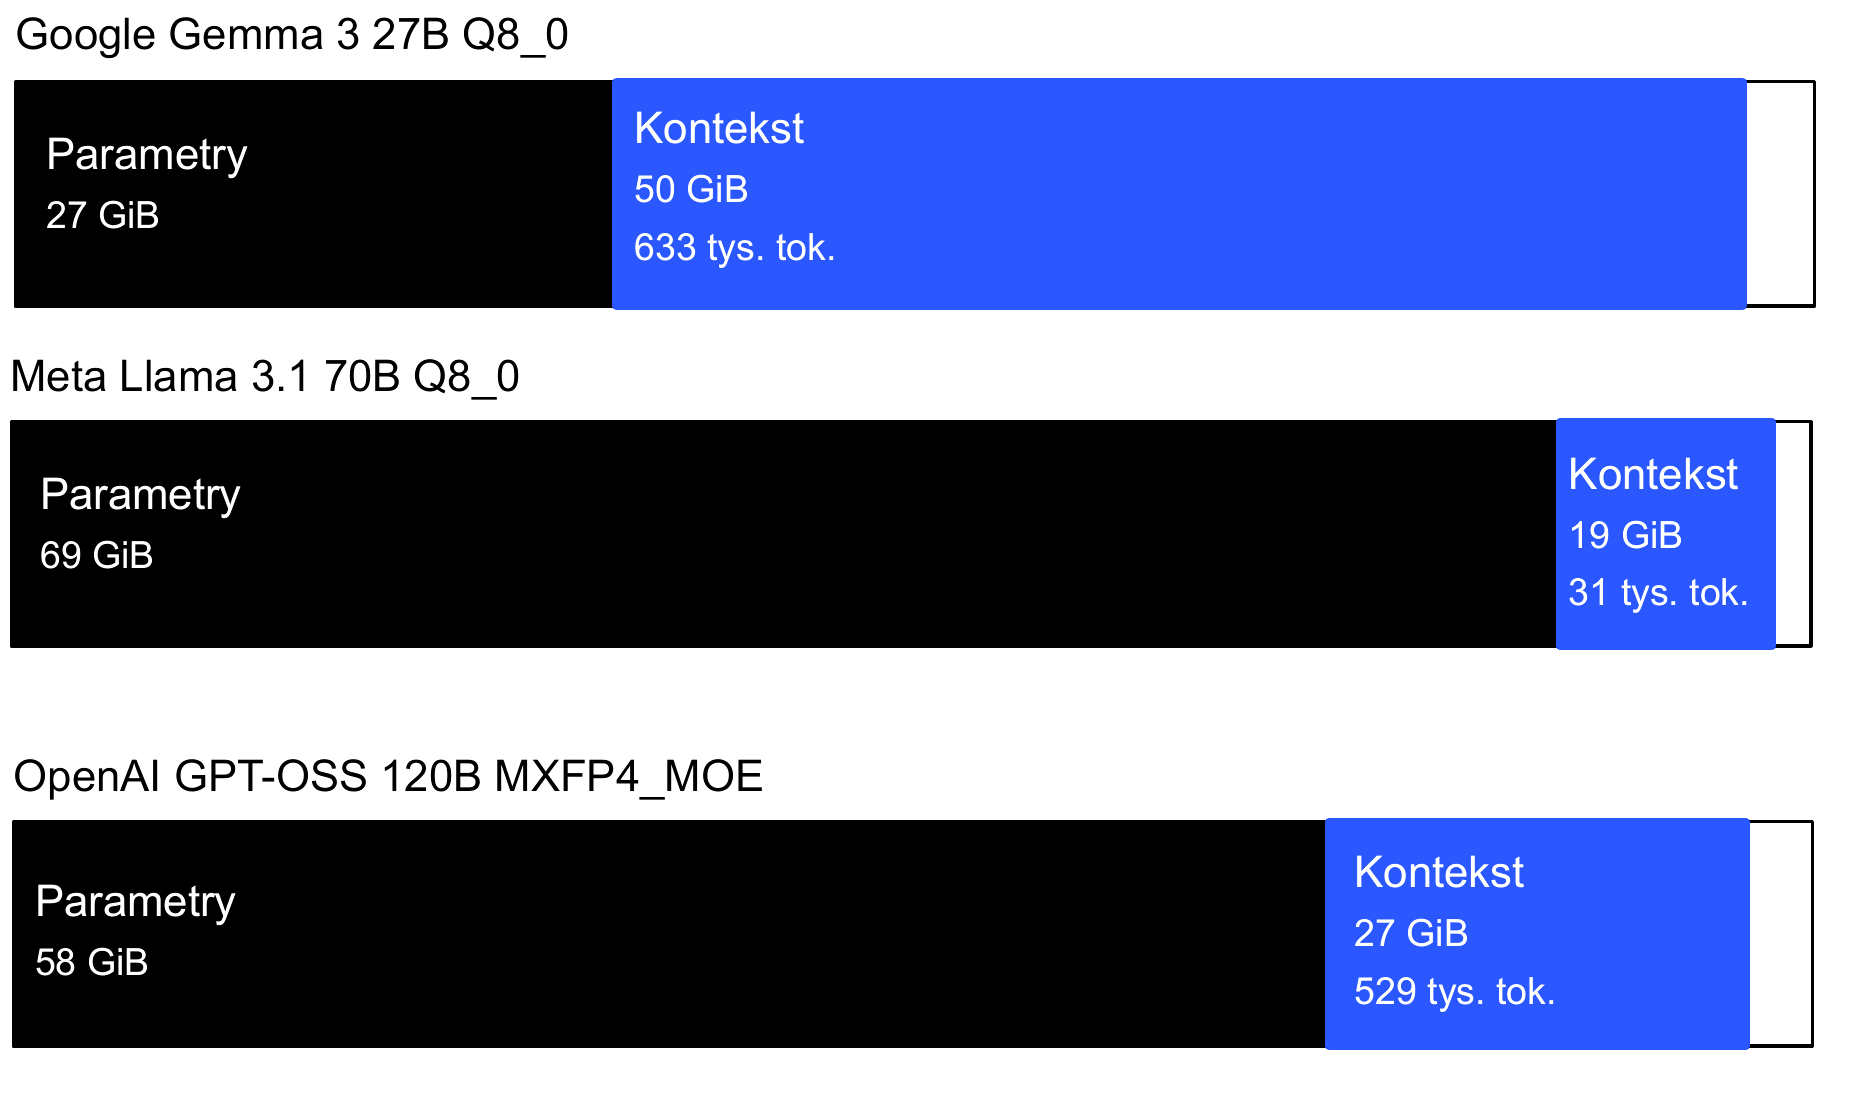 Google Gemma 3 27B Q8_0
Parametry
27 GiB
Kontekst
50 GiB
633 tys. tok.
Meta Llama 3.1 70B Q8_0
Parametry
69 GiB
Kontekst
19 GiB
31 tys. tok.
OpenAI GPT-OSS 120B MXFP4_MOE
Parametry
58 GiB
Kontekst
27 GiB
529 tys. tok.